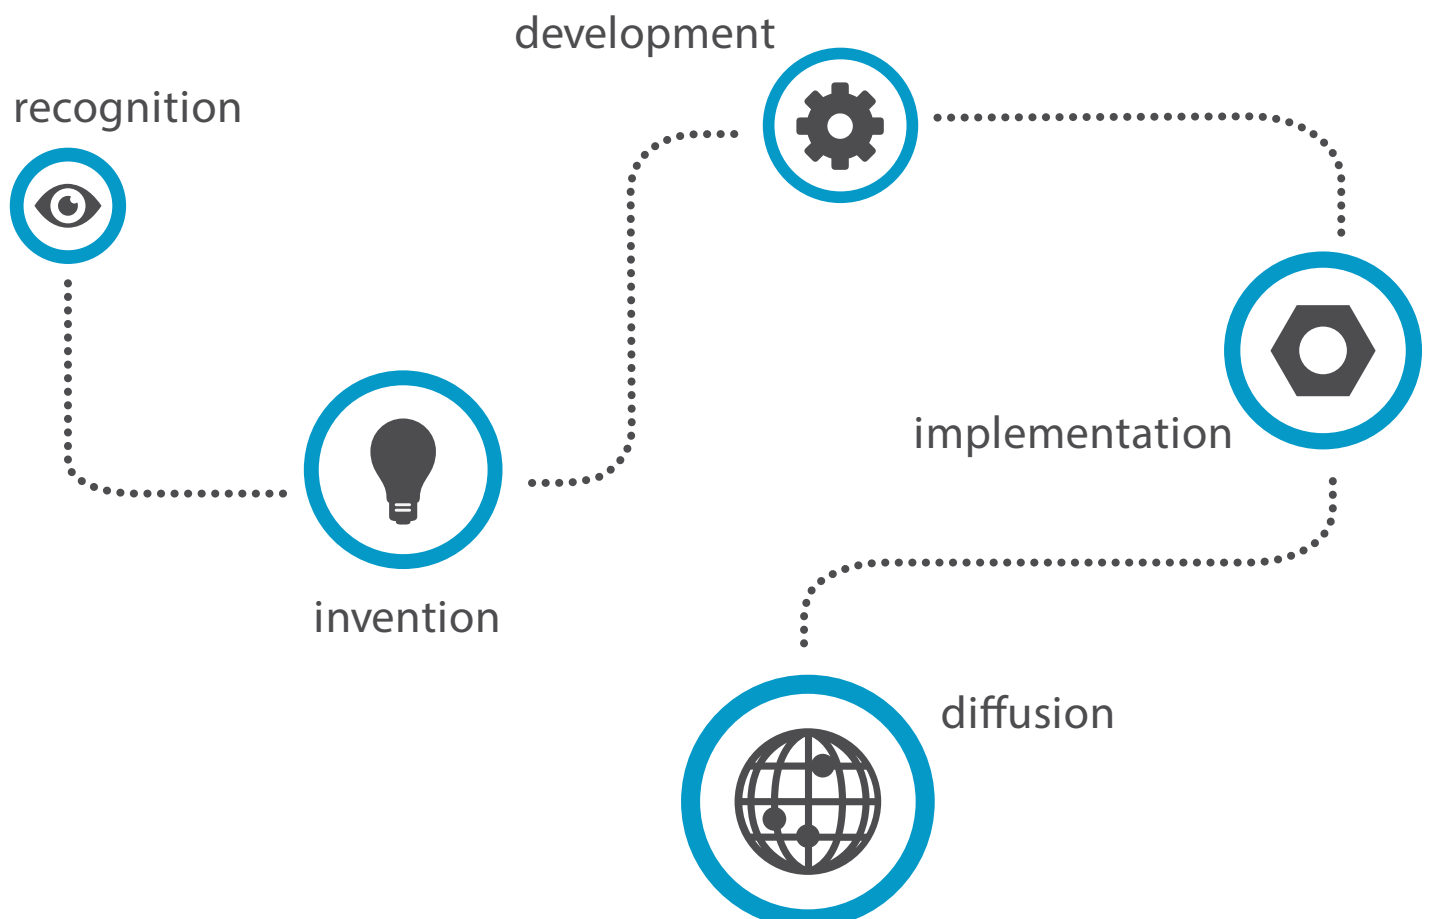 recognition
invention
development
implementation
diffusion